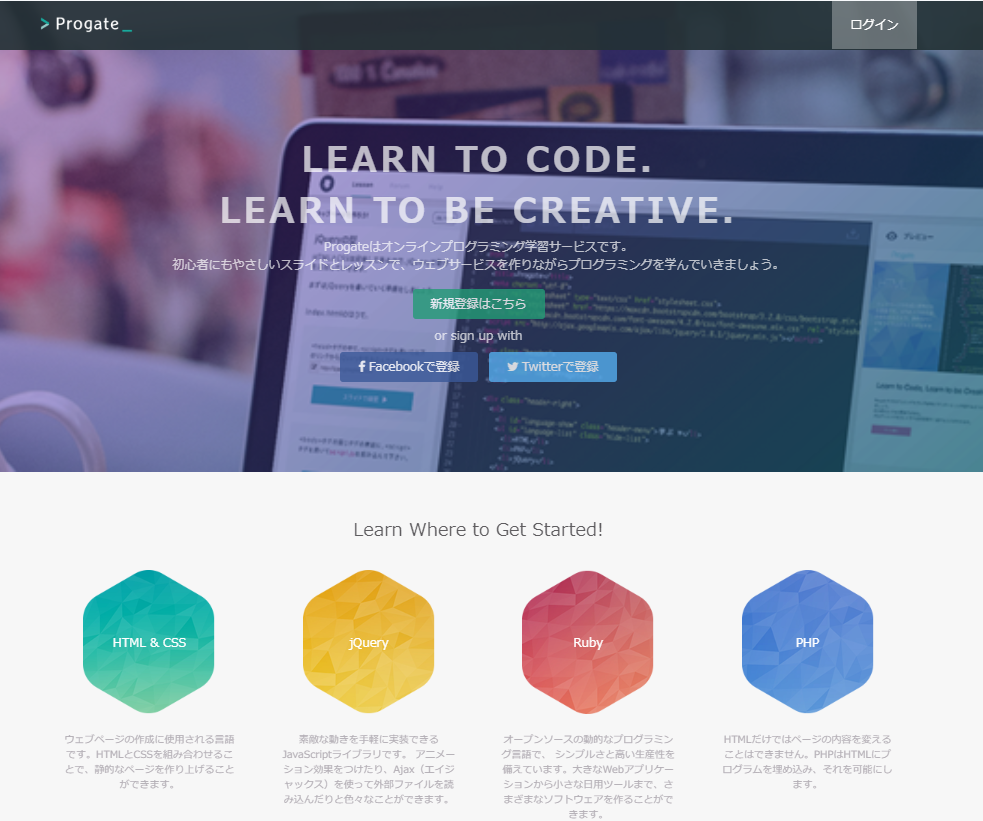 > Progate_
ログイン
LEARN TO CODE.
LEARN TO BE CREATIVE.
Progateはオンラインプログラミング学習サービスです。
初心者にもやさしいスライドとレッスンで、ウェブサービスを作りながらプログラミングを学んでいきましょう。
新規登録はこちら
or sign up with
Facebookで登録
Twitterで登録
Learn Where to Get Started!
HTML & CSS
jQuery
Ruby
PHP
ウェブページの作成に使用される言語
です。HTMLとCSSを組み合わせるこ
とで、静的なページを作り上げること
ができます。
素敵な動きを手軽に実装できる
JavaScriptライブラリです。 アニメー
ション効果をつけたり、Ajax（エイジ
ャックス）を使って外部ファイルを読
み込んだりと色々なことができます。
オープンソースの動的なプログラミン
グ言語で、 シンプルさと高い生産性を
備えています。大きなWebアプリケー
ションから小さな日用ツールまで、さ
まざまなソフトウェアを作ることがで
きます。
HTMLだけではページの内容を変える
ことはできません。PHPはHTMLにプ
ログラムを埋め込み、それを可能にし
ます。